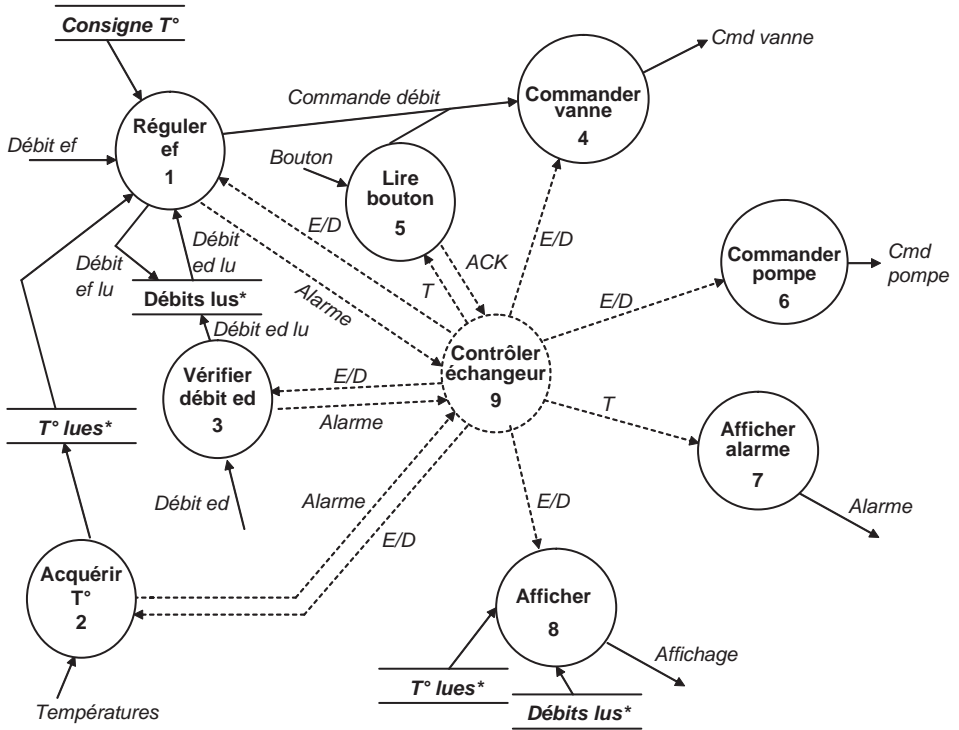 Consigne T°
Cmd vanne
Commander
vanne
4
Commande débit
Réguler
ef
1
Débit ef
Bouton
Lire
bouton
5
E/D
E/D
ACK
T
Débit
ed lu
Débit
ef lu
Débits lus*
Alarme
Débit ed lu
Commander
pompe
6
Cmd
pompe
E/D
Contrôler
échangeur
9
Vérifier
débit ed
3
E/D
Alarme
T
Afficher
alarme
7
Alarme
T° lues*
Débit ed
Alarme
E/D
E/D
Acquérir
T°
2
Températures
Afficher
8
Affichage
T° lues*
Débits lus*